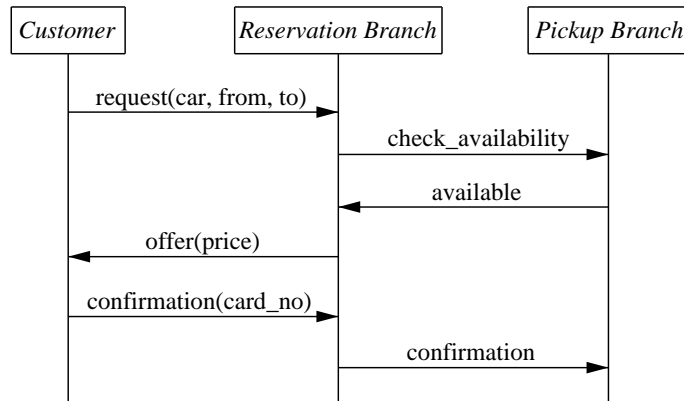 Customer
Reservation Branch
Pickup Branch
request(car, from, to)
check_availability
available
offer(price)
confirmation(card_no)
confirmation